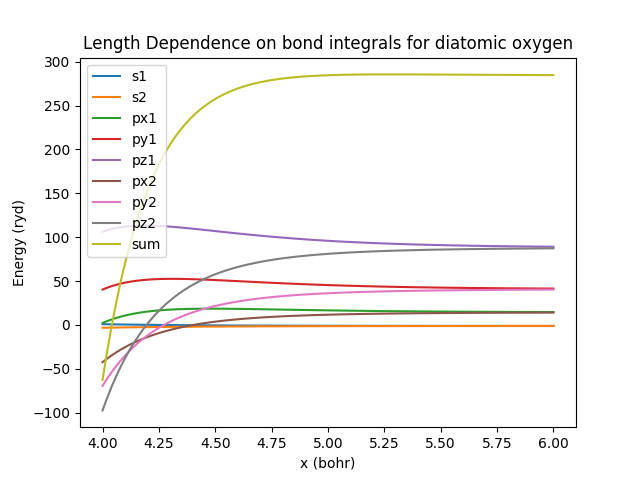 Length Dependence on bond integrals for diatomic oxygen
300
250
200
150
100
50
0
−50
−100
Energy (ryd)
s1
s2
px1
py1
pz1
px2
py2
pz2
sum
4.00 4.25 4.50 4.75 5.00 5.25 5.50 5.75 6.00
x (bohr)